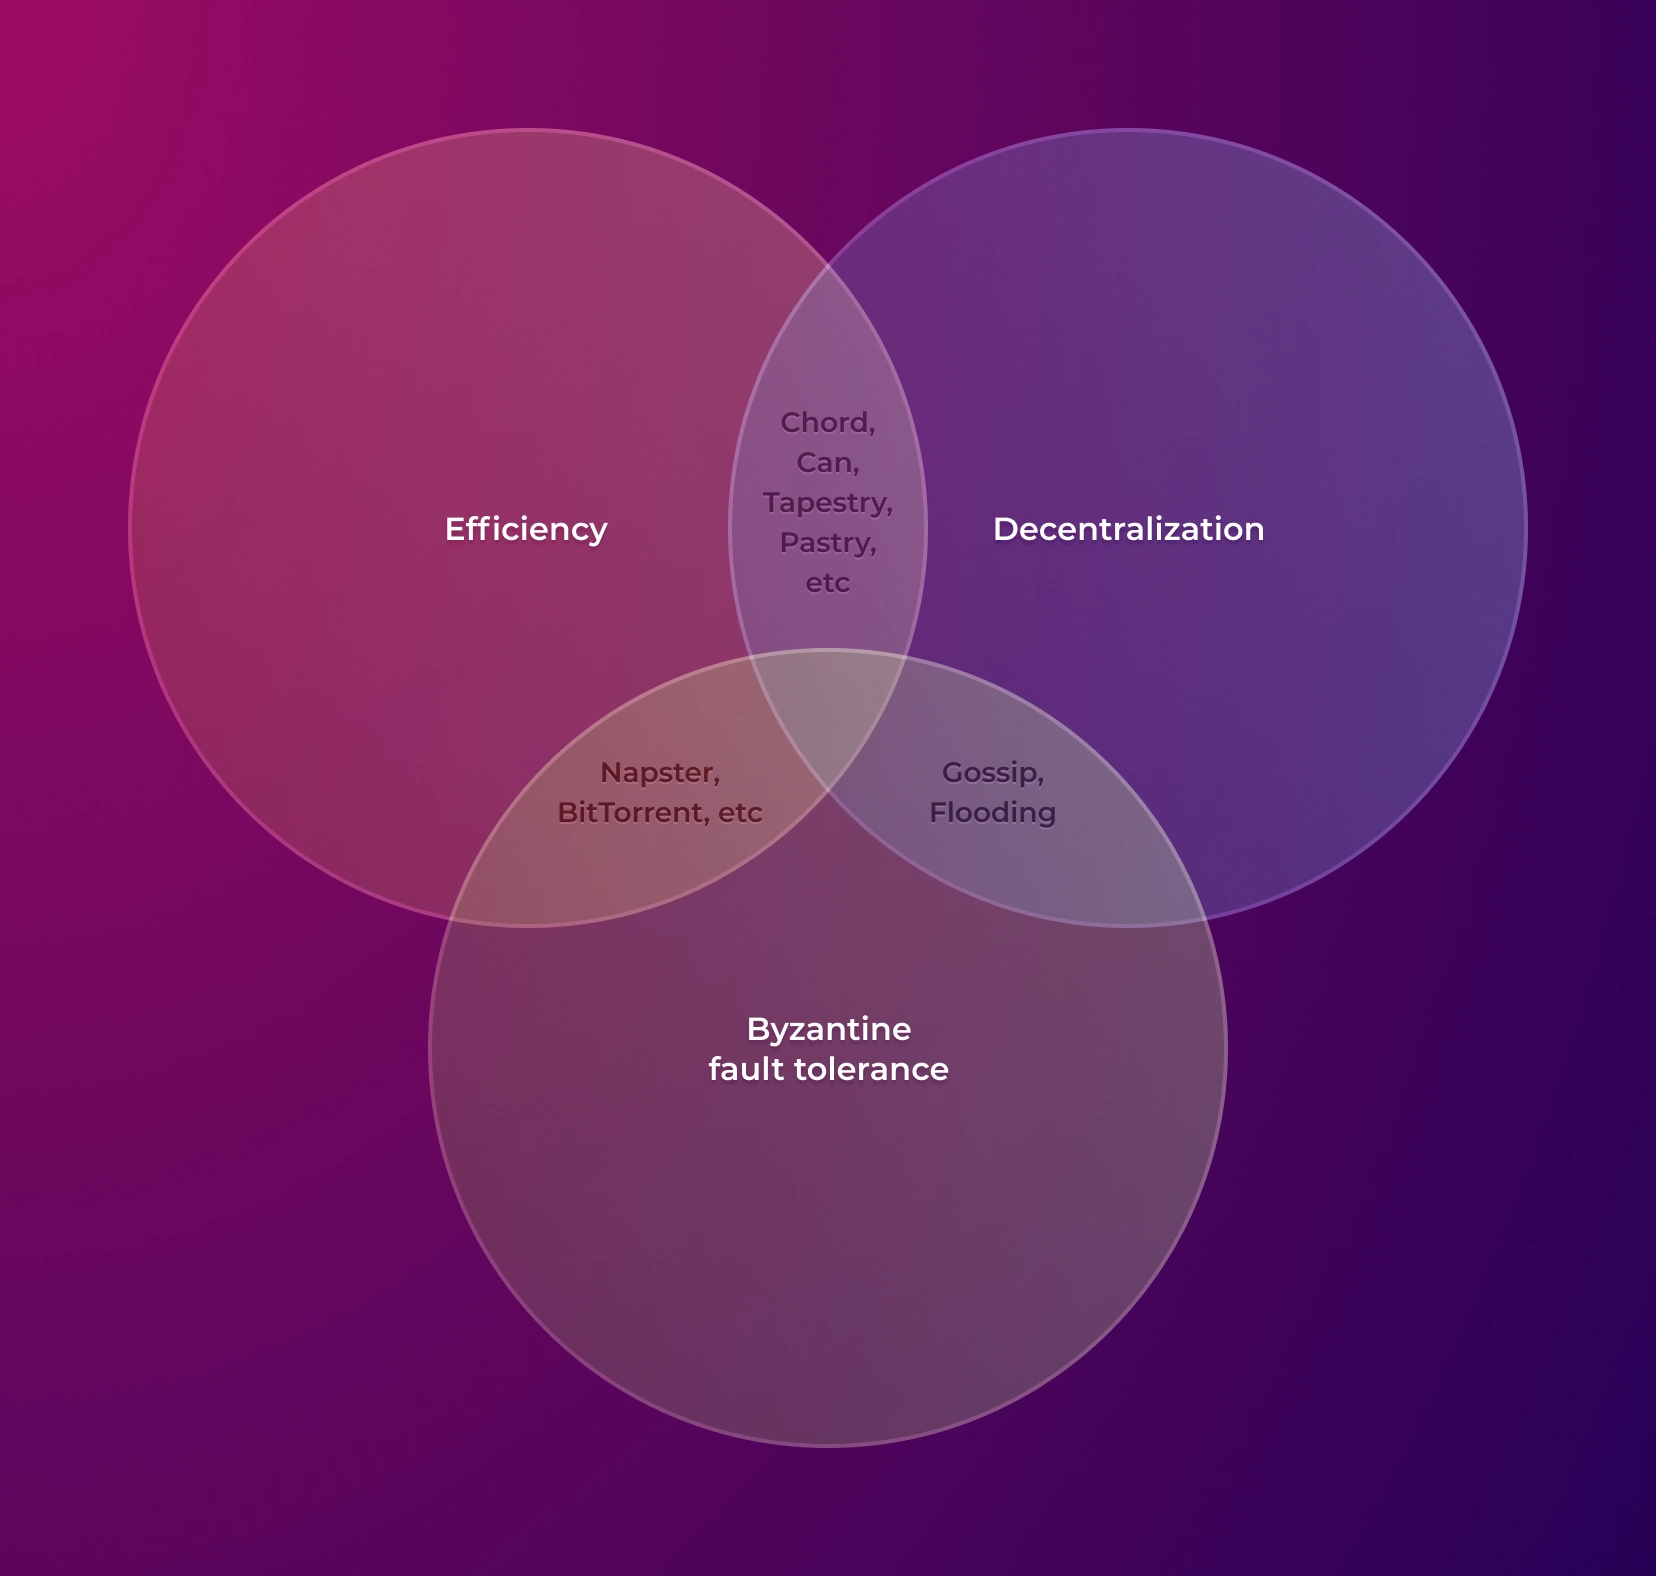 Chord,
Can,
Tapestry,
Pastry,
etc
Efficiency
Decentralization
Napster,
BitTorrent, etc
Gossip,
Flooding
Byzantine
fault tolerance